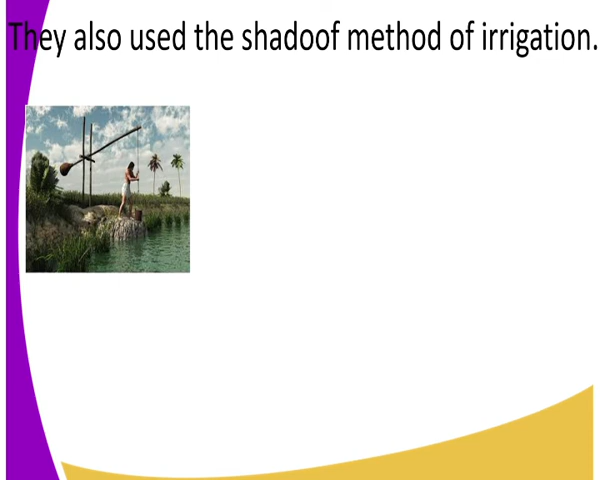 They also used the shadoof method of irrigation.